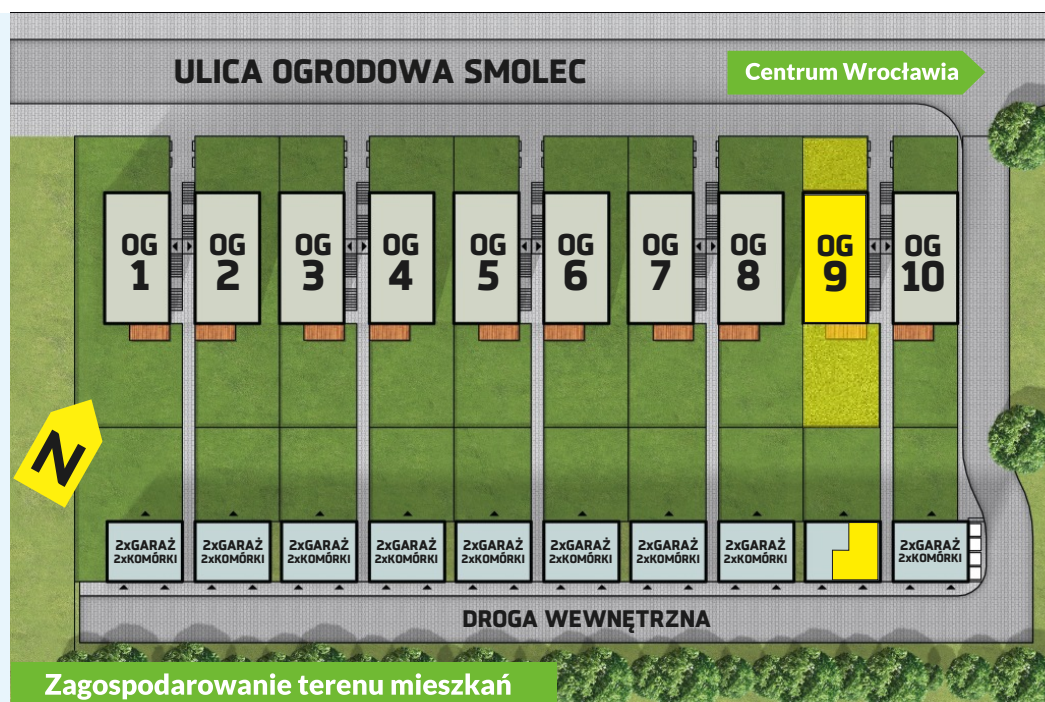 ULICA OGRODOWA SMOLEC
Centrum Wrocławia
OG
1
OG
2
OG
3
OG
4
OG
5
OG
6
OG
7
OG
8
OG
9
OG
10
N
2xGARAŻ
2xKOMÓRKI
2xGARAŻ
2xKOMÓRKI
2xGARAŻ
2xKOMÓRKI
2xGARAŻ
2xKOMÓRKI
2xGARAŻ
2xKOMÓRKI
2xGARAŻ
2xKOMÓRKI
2xGARAŻ
2xKOMÓRKI
2xGARAŻ
2xKOMÓRKI
2xGARAŻ
2xKOMÓRKI
DROGA WEWNĘTRZNA
Zagospodarowanie terenu mieszkań